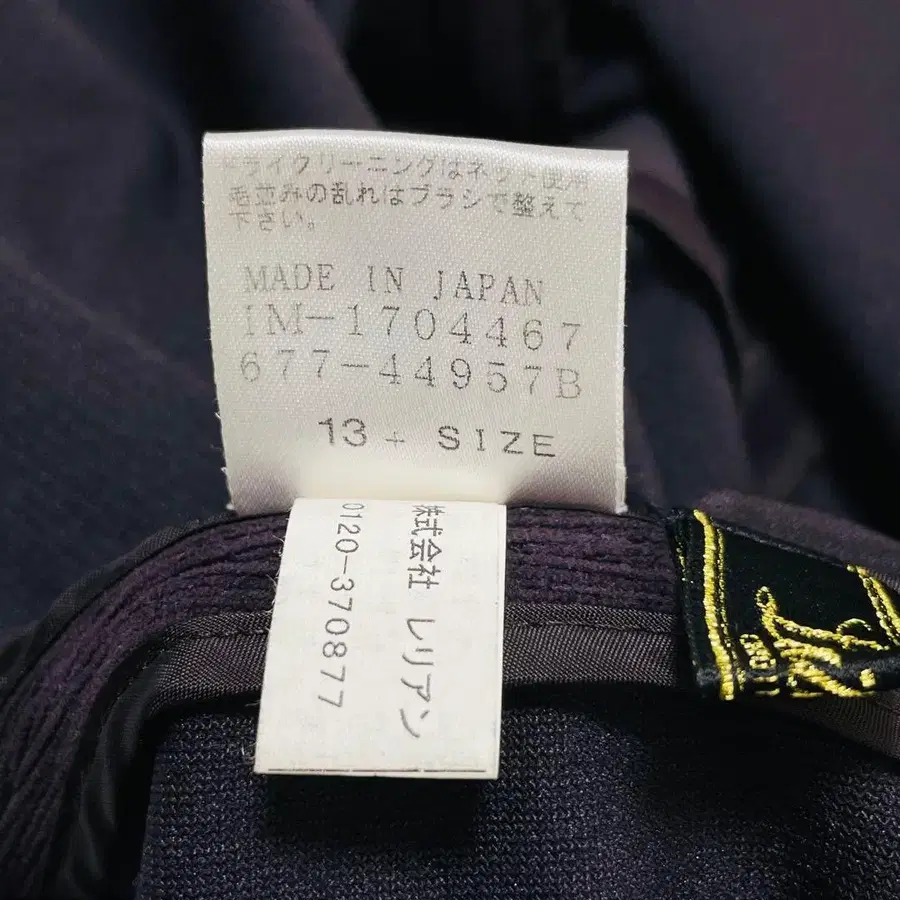 ドライクリーニングはネット使用
毛並みの乱れはブラシで整えて
下さい。
MADE IN JAPAN
IM-1704467
677-44957B
13 + SIZE
株式会社 レリアン
0120-370877